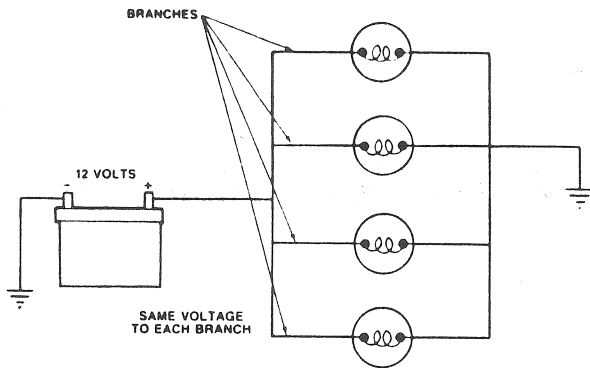 BRANCHES
12 VOLTS
- +
SAME VOLTAGE
TO EACH BRANCH